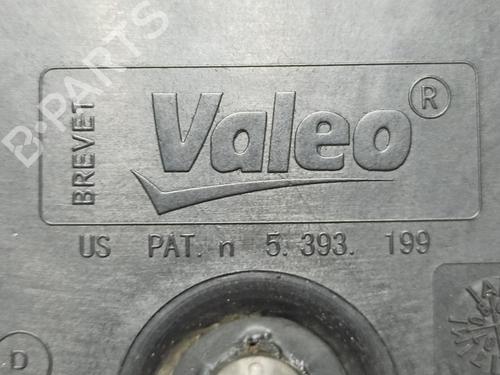 B-PARTS
BREVET
Valeo ®
US PAT. n 5. 393. 199
D